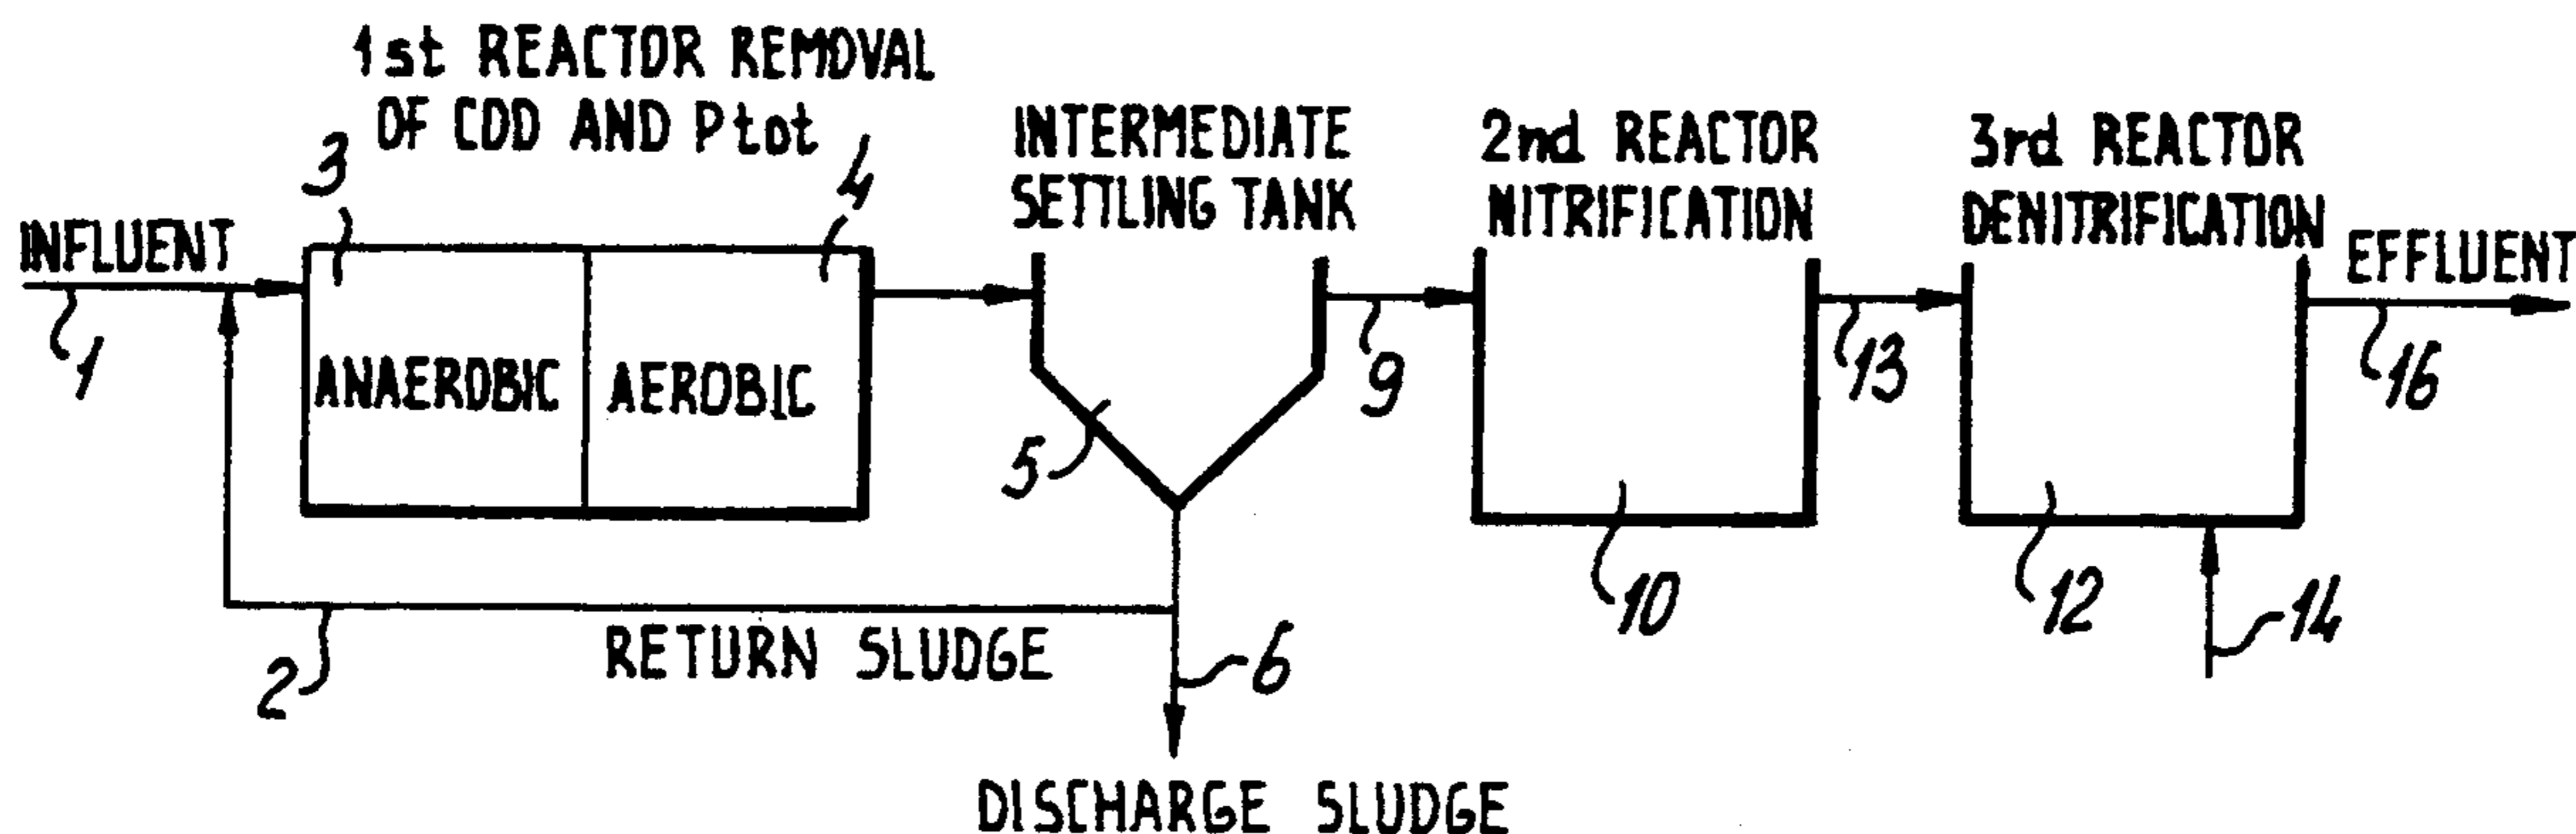 1st REACTOR REMOVAL
OF COD AND Ptot
3
4
INTERMEDIATE
SETTLING TANK
2nd REACTOR
NITRIFICATION
3rd REACTOR
DENITRIFICATION
INFLUENT
EFFLUENT
1
ANAEROBIC
AEROBIC
5
9
13
16
10
12
14
2
RETURN SLUDGE
6
DISCHARGE SLUDGE